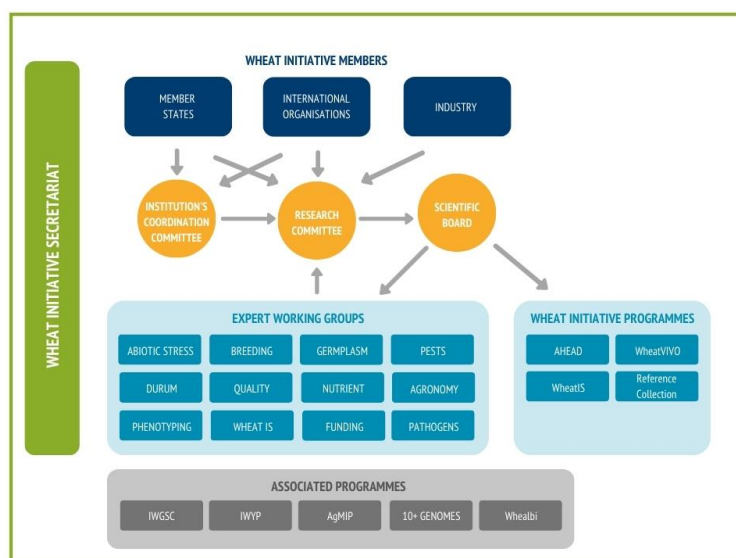 WHEAT INITIATIVE SECRETARIAT
WHEAT INITIATIVE MEMBERS
MEMBER
STATES
INTERNATIONAL
ORGANISATIONS
INDUSTRY
INSTITUTION'S
COORDINATION
COMMITTEE
RESEARCH
COMMITTEE
SCIENTIFIC
BOARD
EXPERT WORKING GROUPS
ABIOTIC STRESS
BREEDING
GERMPLASM
PESTS
DURUM
QUALITY
NUTRIENT
AGRONOMY
PHENOTYPING
WHEAT IS
FUNDING
PATHOGENS
WHEAT INITIATIVE PROGRAMMES
AHEAD
WheatVIVO
WheatIS
Reference
Collection
ASSOCIATED PROGRAMMES
IWGSC
IWYP
AgMIP
10+ GENOMES
Whealbi